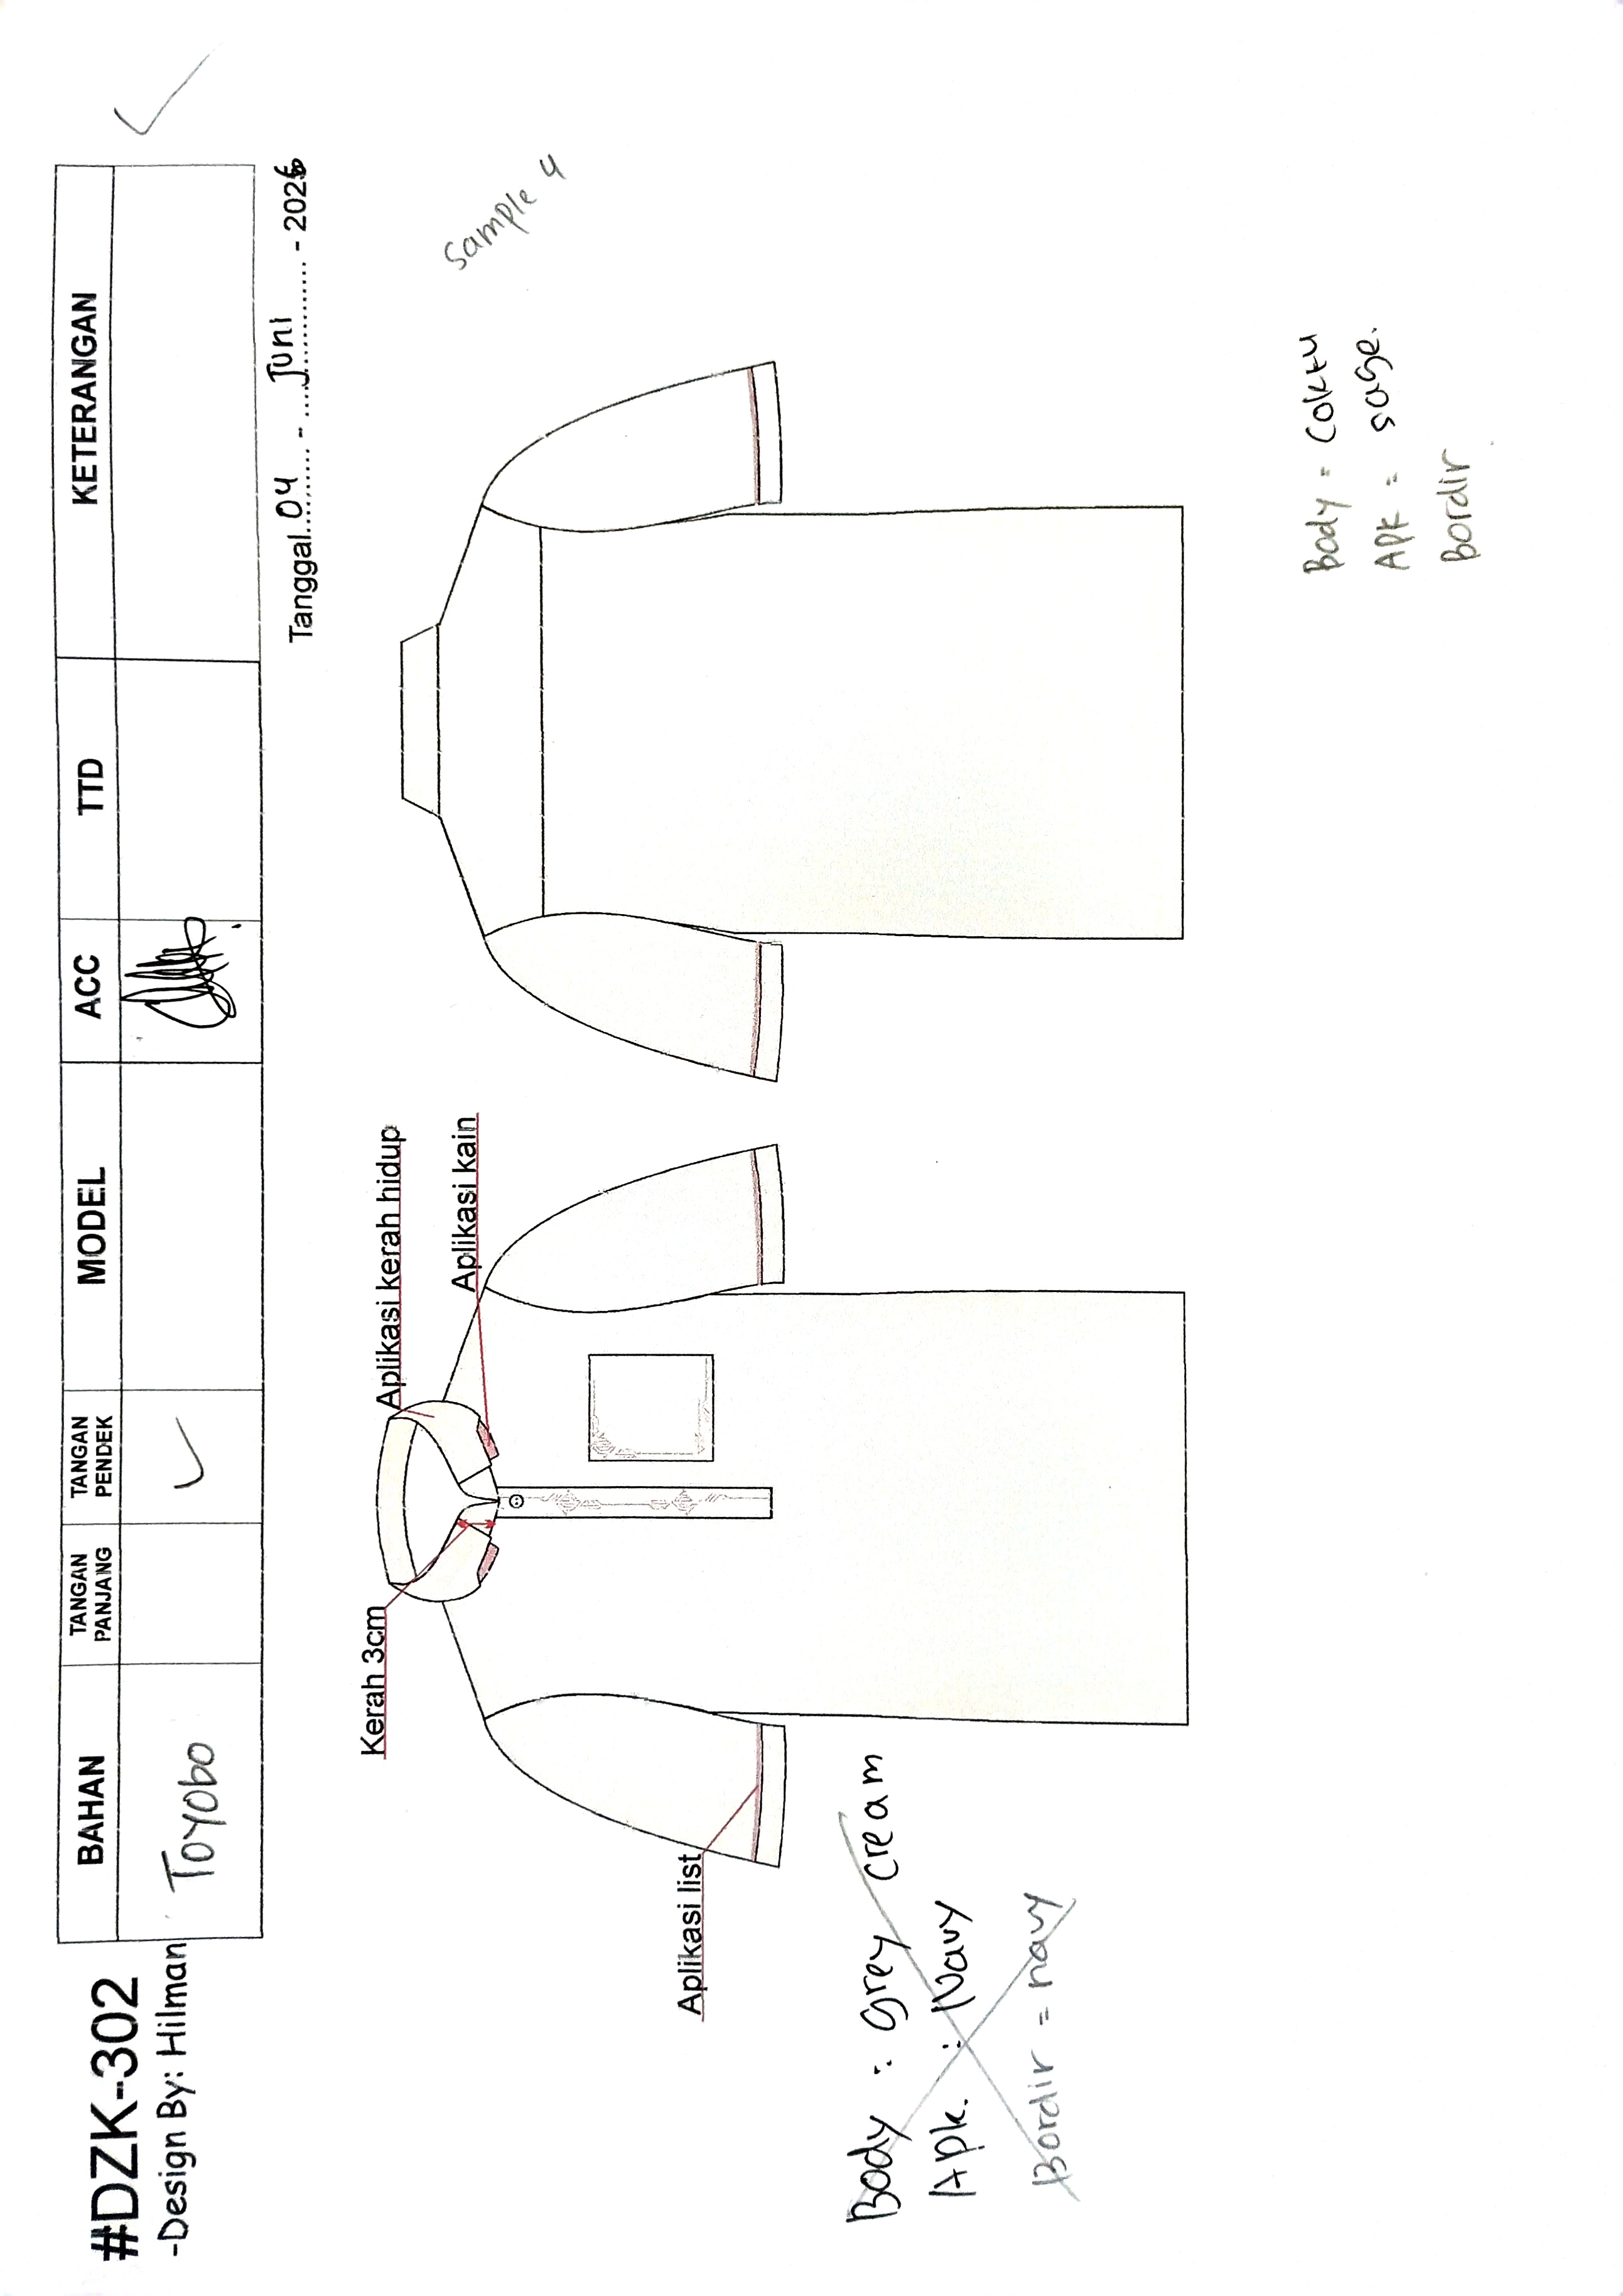 #DZK-302
-Design By: Hilman
BAHAN
TANGAN PANJANG
TANGAN PENDEK
MODEL
ACC
TTD
KETERANGAN
Toyobo
Tanggal..04.......... - ....Juni.................. - 2026
Kerah 3cm
Aplikasi kerah hidup
Aplikasi kain
Sample 4
Aplikasi list
Body : grey cream
Apk. : Navy
Bordir = navy
Body =
Apk = sage.
Bordir